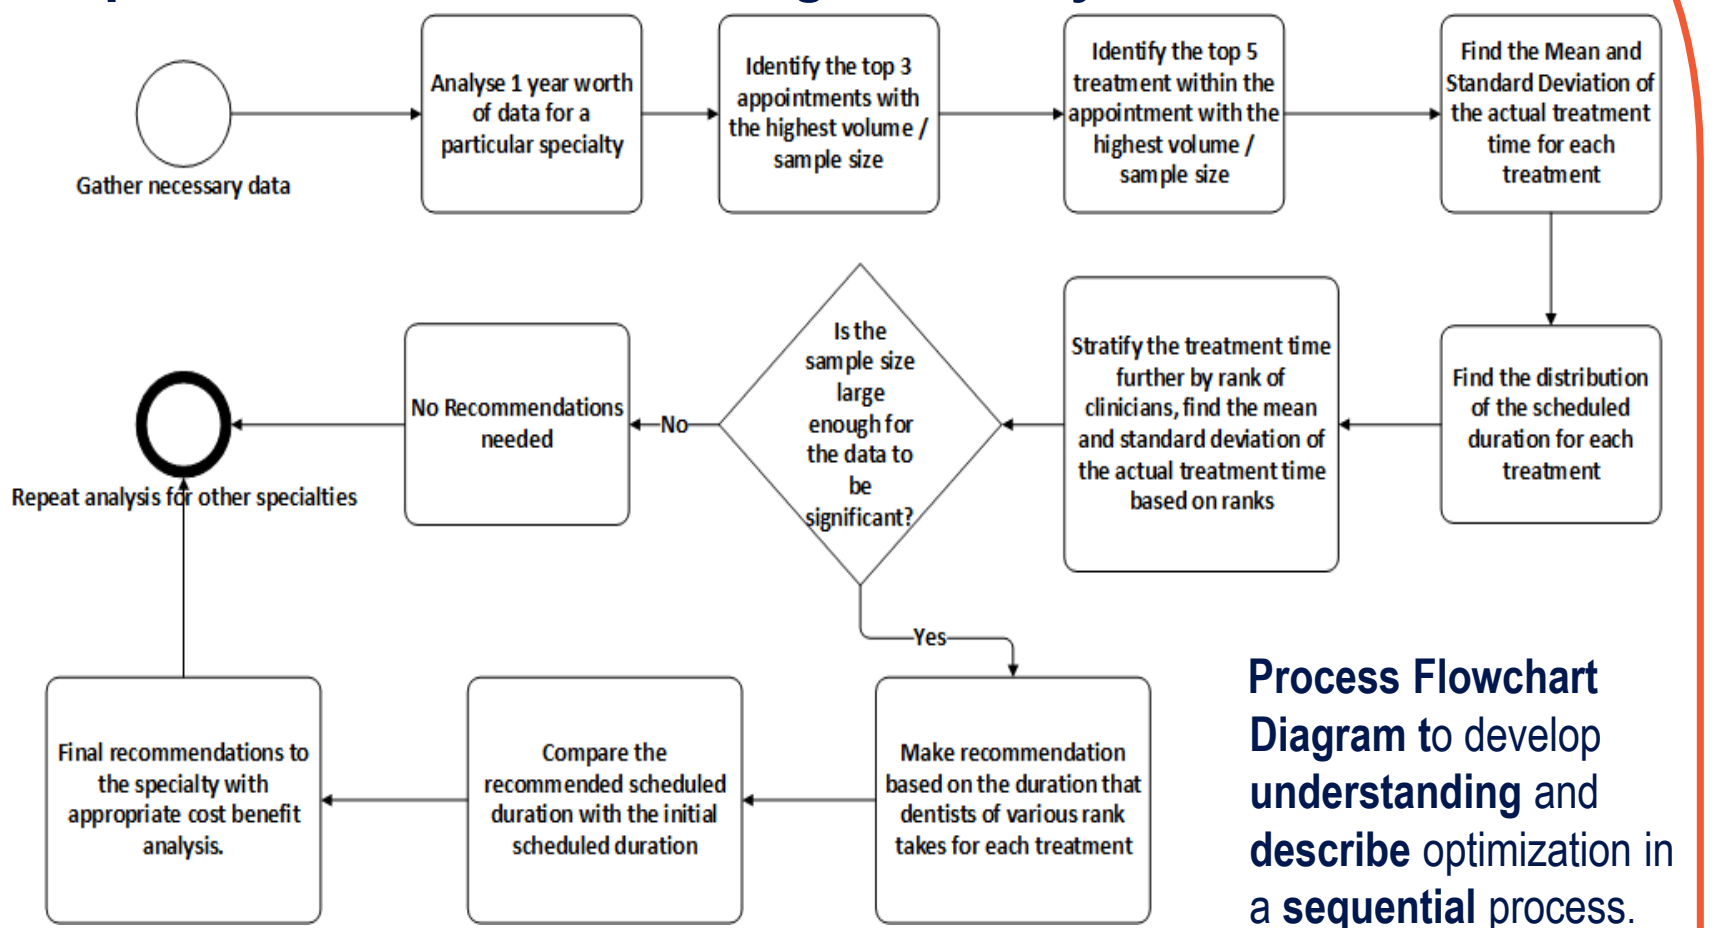 Gather necessary data
Analyse 1 year worth
of data for a
particular specialty
Identify the top 3
appointments with
the highest volume /
sample size
Identify the top 5
treatment within the
appointment with the
highest volume /
sample size
Find the Mean and
Standard Deviation of
the actual treatment
time for each
treatment
Find the distribution
of the scheduled
duration for each
treatment
Stratify the treatment time
further by rank of
clinicians, find the mean
and standard deviation of
the actual treatment time
based on ranks
Is the
sample size
large
enough for
the data to
be
significant?
No
No Recommendations
needed
Repeat analysis for other specialties
Yes
Make recommendation
based on the duration that
dentists of various rank
takes for each treatment
Compare the
recommended scheduled
duration with the initial
scheduled duration
Final recommendations to
the specialty with
appropriate cost benefit
analysis.
Process Flowchart
Diagram to develop
understanding and
describe optimization in
a sequential process.